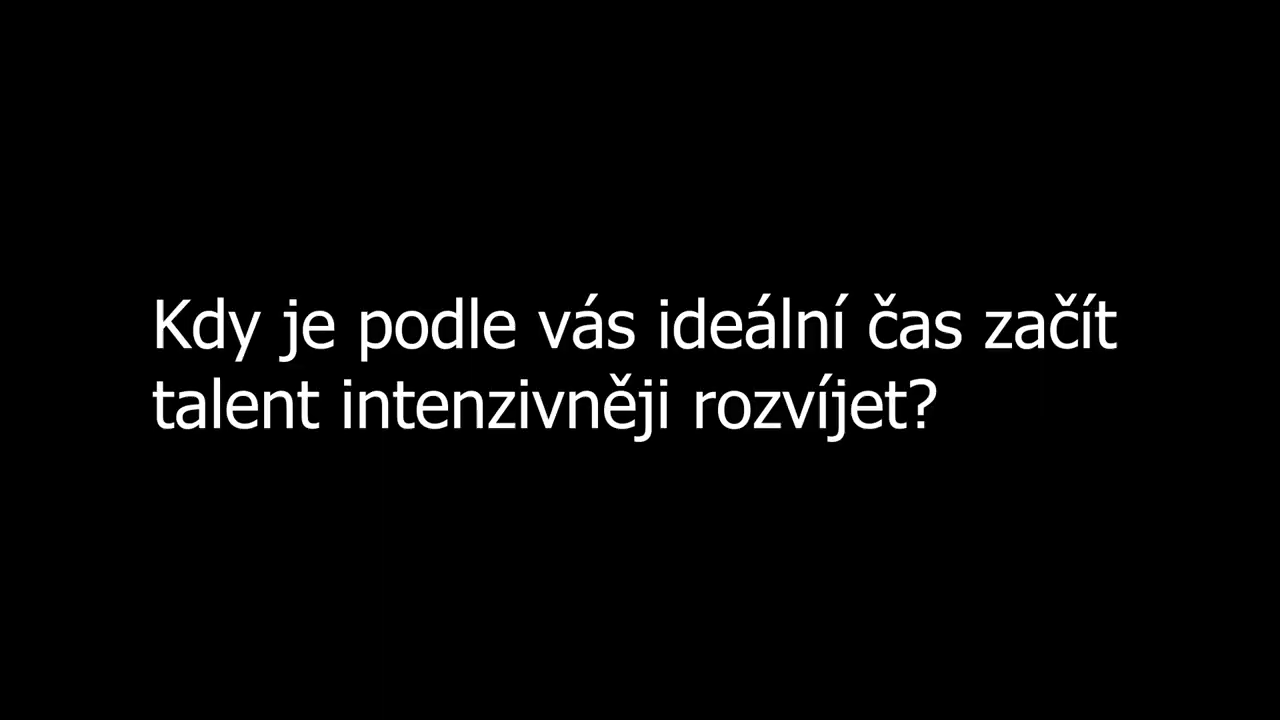 Kdy je podle vás ideální čas začít
talent intenzivněji rozvíjet?